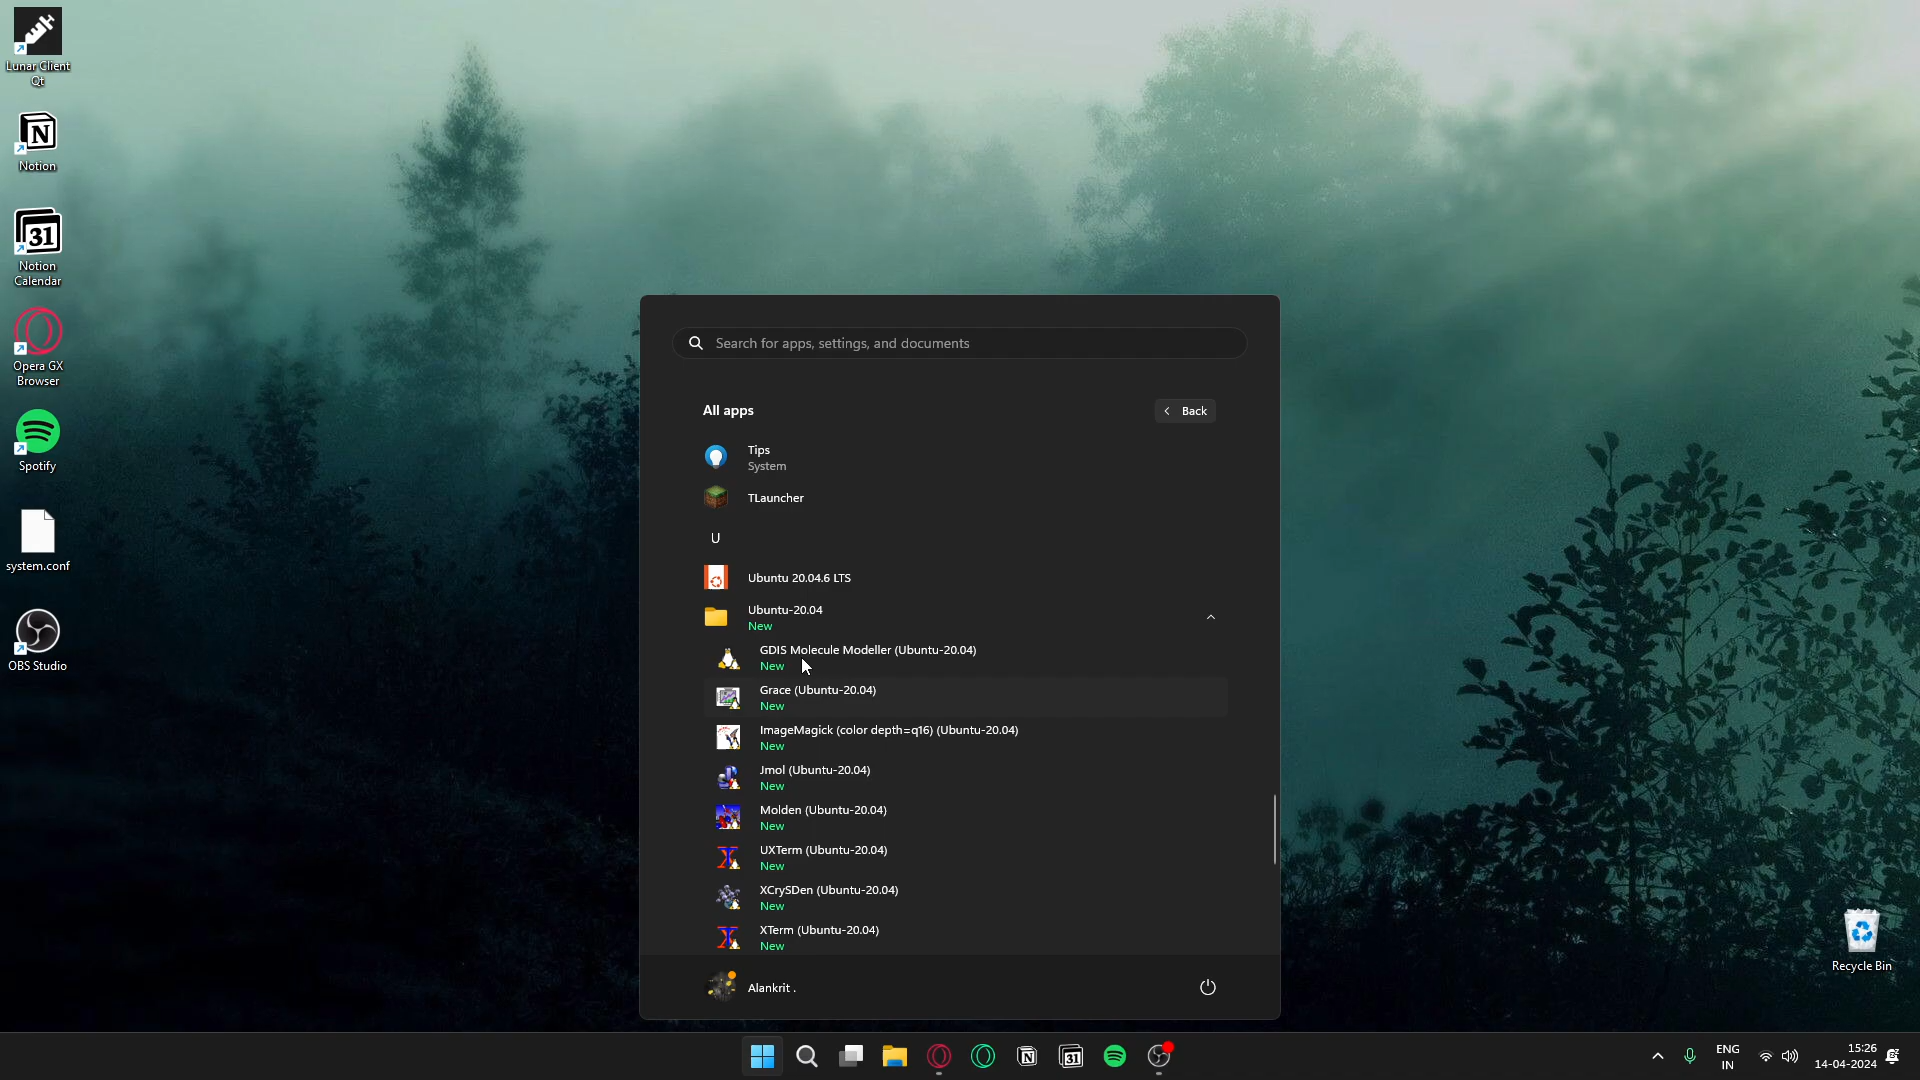 Lunar Client
Qt
Notion
31
Notion
Calendar
Opera GX
Browser
Spotify
system.conf
OBS Studio
Search for apps, settings, and documents
All apps
Back
Tips
System
TLauncher
U
Ubuntu 20.04.6 LTS
Ubuntu-20.04
New
GDIS Molecule Modeller (Ubuntu-20.04)
New
Grace (Ubuntu-20.04)
New
ImageMagick (color depth=q16) (Ubuntu-20.04)
New
Jmol (Ubuntu-20.04)
New
Molden (Ubuntu-20.04)
New
UXTerm (Ubuntu-20.04)
New
XCrySDen (Ubuntu-20.04)
New
XTerm (Ubuntu-20.04)
New
Alankrit .
Recycle Bin
31
ENG
IN
15:26
14-04-2024